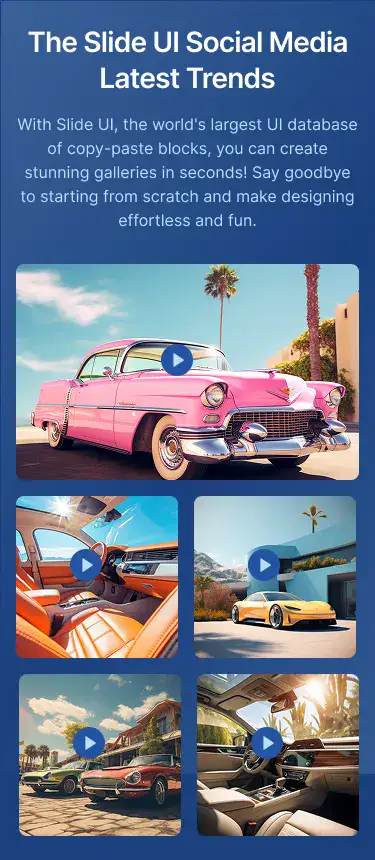 The Slide UI Social Media
Latest Trends
With Slide UI, the world's largest UI database
of copy-paste blocks, you can create
stunning galleries in seconds! Say goodbye
to starting from scratch and make designing
effortless and fun.